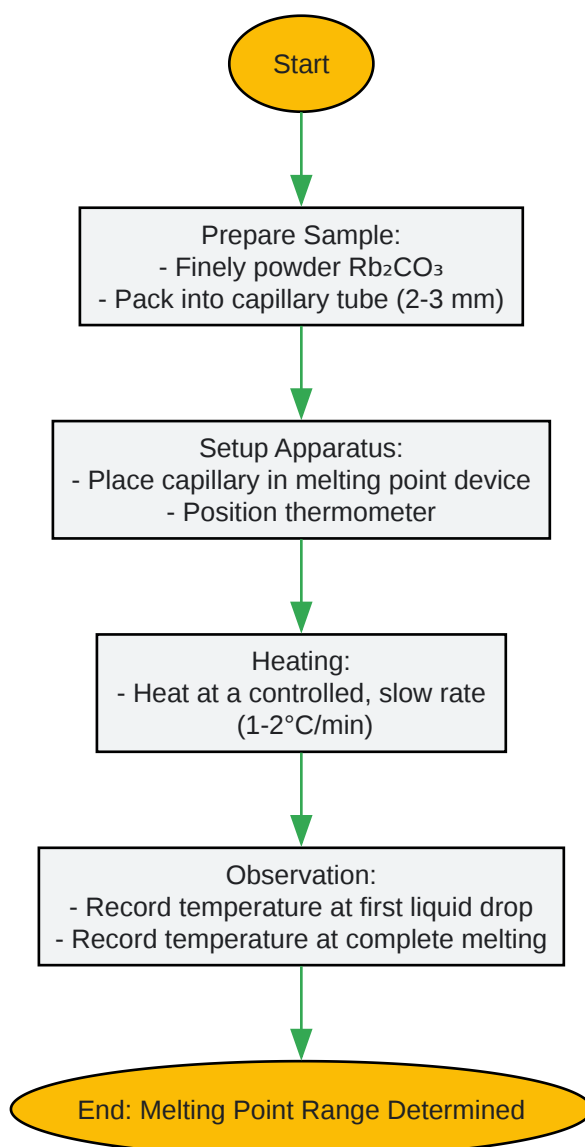 Start
Prepare Sample:
- Finely powder Rb₂CO₃
- Pack into capillary tube (2-3 mm)
Setup Apparatus:
- Place capillary in melting point device
- Position thermometer
Heating:
- Heat at a controlled, slow rate
(1-2°C/min)
Observation:
- Record temperature at first liquid drop
- Record temperature at complete melting
End: Melting Point Range Determined